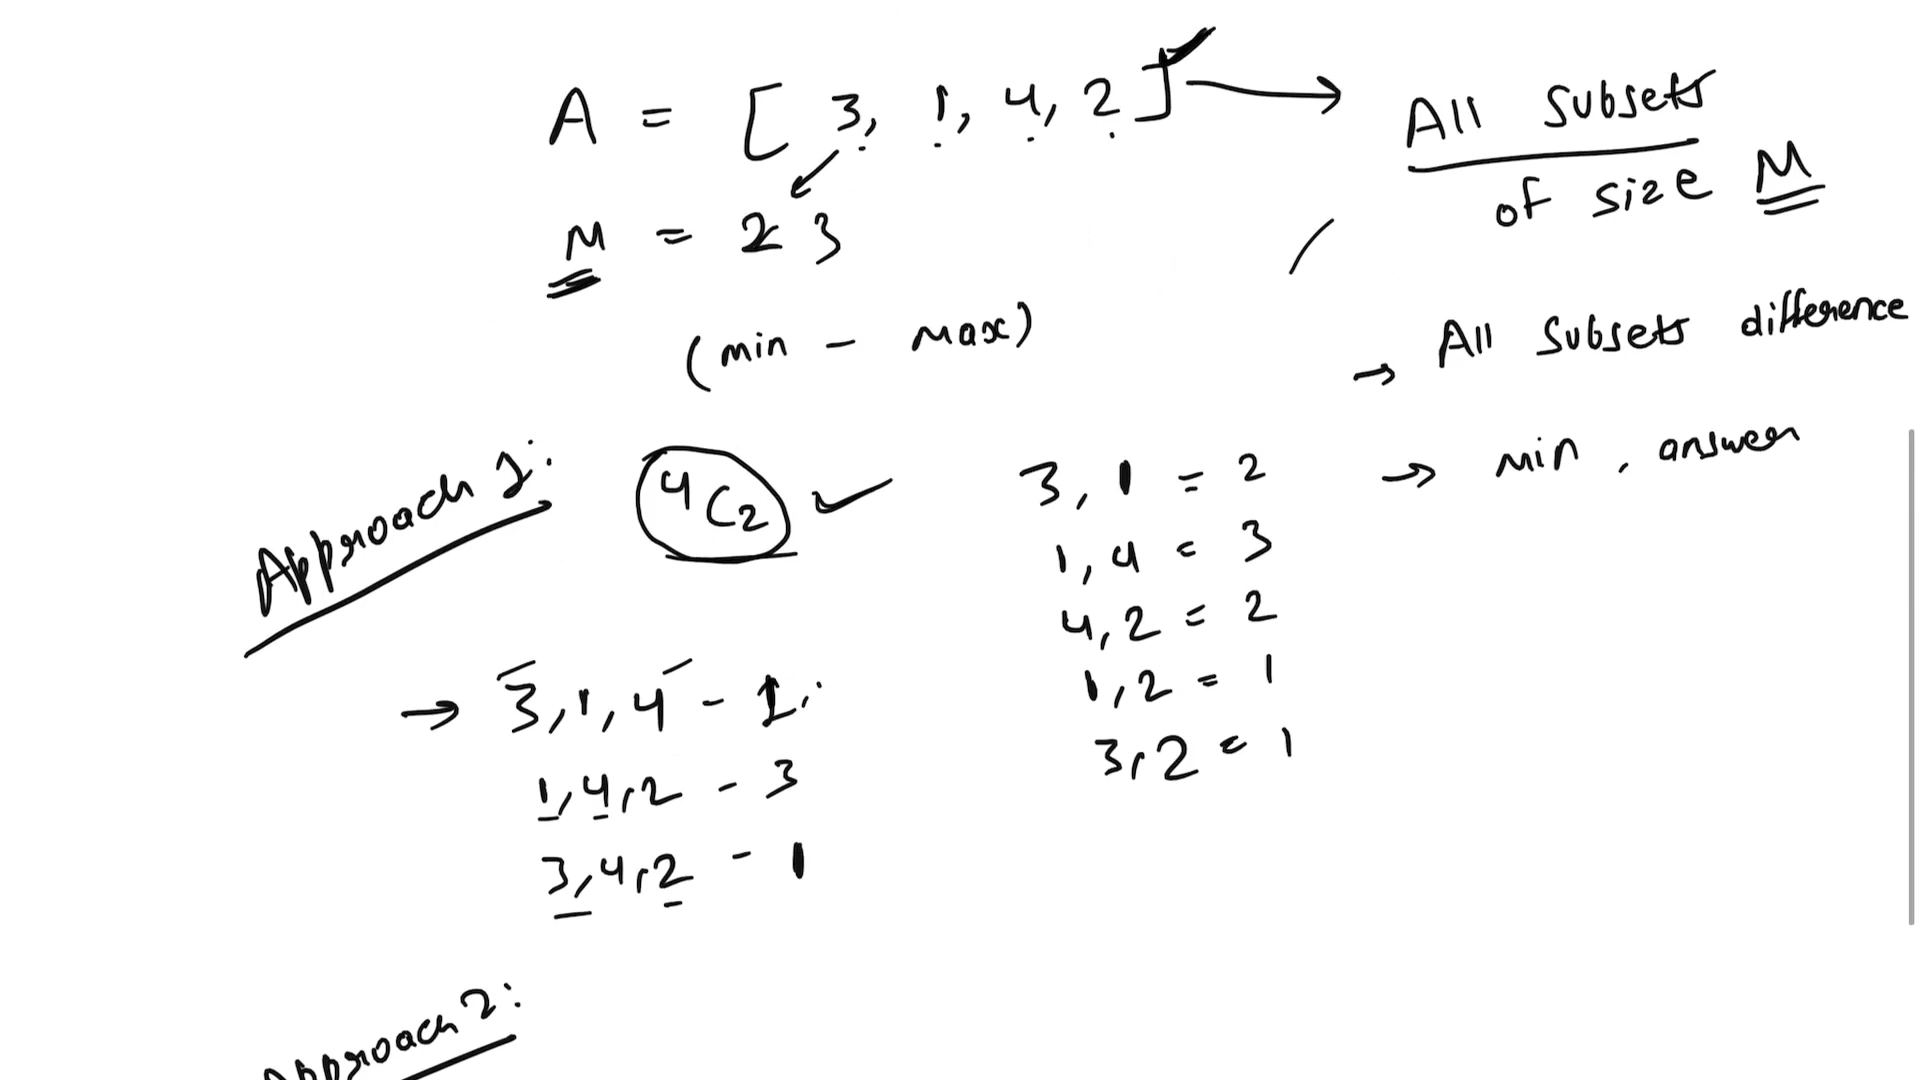 A = [ 3, 1, 4, 2 ] → All Subsets
of size M
M = 2 3
(min - max)
→ All Subsets difference
→ min, answer
Approach 1:
4C2 ✓
3, 1 = 2
1, 4 = 3
4, 2 = 2
1, 2 = 1
3, 2 = 1
→ 3, 1, 4 - 1.
1, 4, 2 - 3
3, 4, 2 - 1
Approach 2: